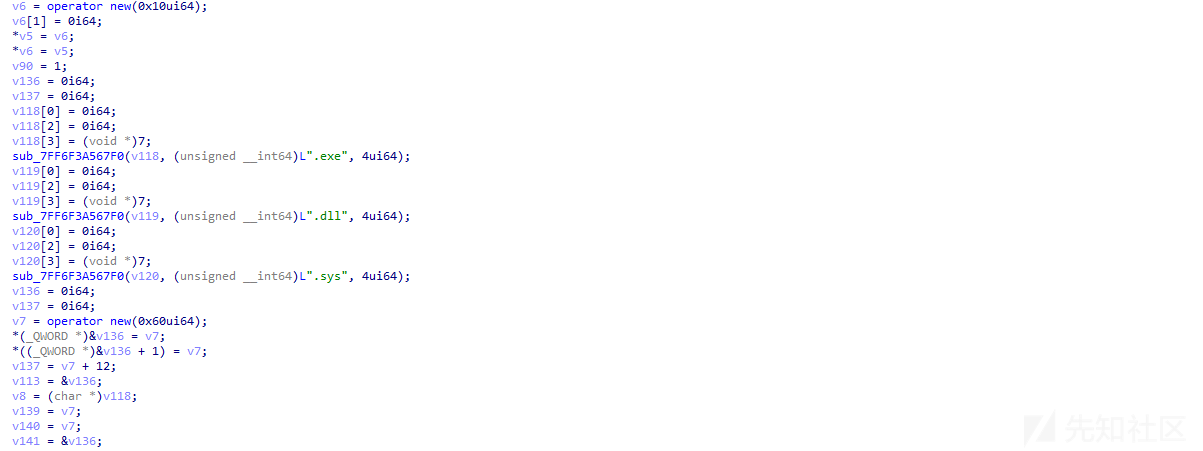 v6 = operator new(0x10ui64);
v6[1] = 0i64;
*v5 = v6;
*v6 = v5;
v90 = 1;
v136 = 0i64;
v137 = 0i64;
v118[0] = 0i64;
v118[2] = 0i64;
v118[3] = (void *)7;
sub_7FF6F3A567F0(v118, (unsigned __int64)L".exe", 4ui64);
v119[0] = 0i64;
v119[2] = 0i64;
v119[3] = (void *)7;
sub_7FF6F3A567F0(v119, (unsigned __int64)L".dll", 4ui64);
v120[0] = 0i64;
v120[2] = 0i64;
v120[3] = (void *)7;
sub_7FF6F3A567F0(v120, (unsigned __int64)L".sys", 4ui64);
v136 = 0i64;
v137 = 0i64;
v7 = operator new(0x60ui64);
*(_QWORD *)&v136 = v7;
*((_QWORD *)&v136 + 1) = v7;
v137 = v7 + 12;
v113 = &v136;
v8 = (char *)v118;
v139 = v7;
v140 = v7;
v141 = &v136;
先知社区